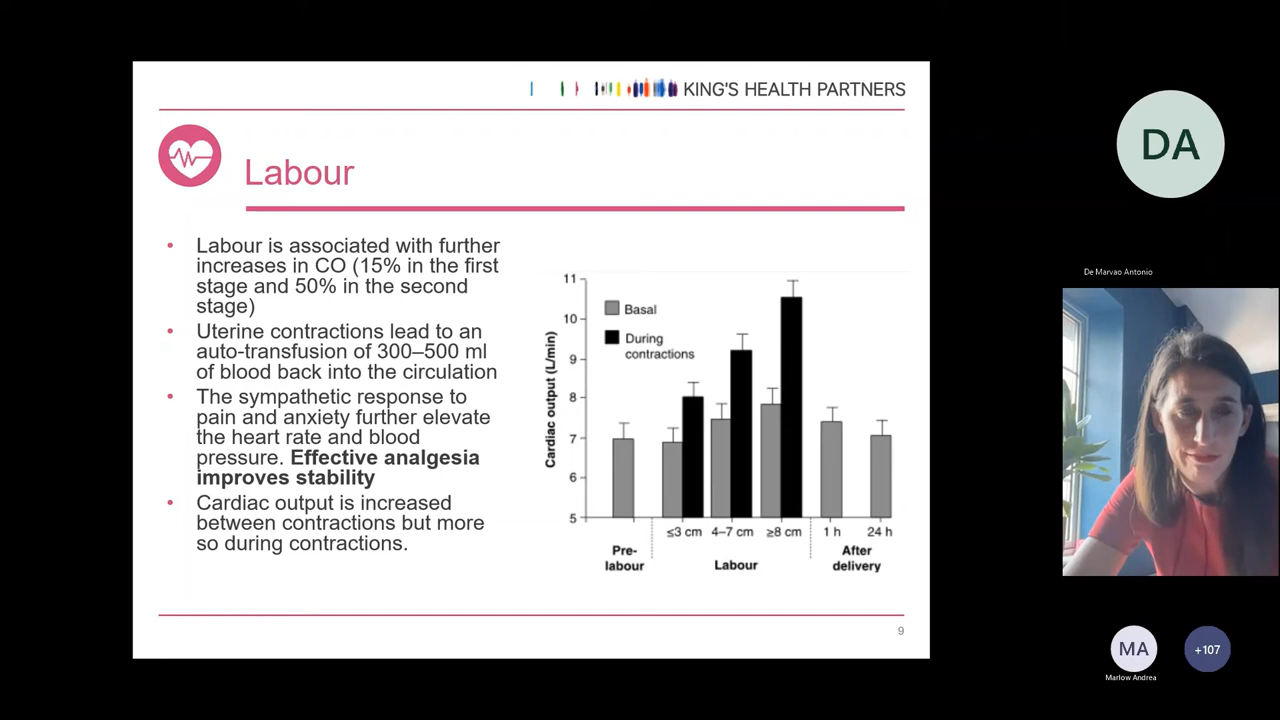 KING'S HEALTH PARTNERS
Labour
• Labour is associated with further
increases in CO (15% in the first
stage and 50% in the second
stage)
• Uterine contractions lead to an
auto-transfusion of 300–500 ml
of blood back into the circulation
• The sympathetic response to
pain and anxiety further elevate
the heart rate and blood
pressure. Effective analgesia
improves stability
• Cardiac output is increased
between contractions but more
so during contractions.
Cardiac output (L/min)
11
10
9
8
7
6
5
Basal
During
contractions
≤3 cm 4–7 cm ≥8 cm 1 h 24 h
Pre-
labour
Labour
After
delivery
9
DA
De Marvao Antonio
MA
+107
Marlow Andrea